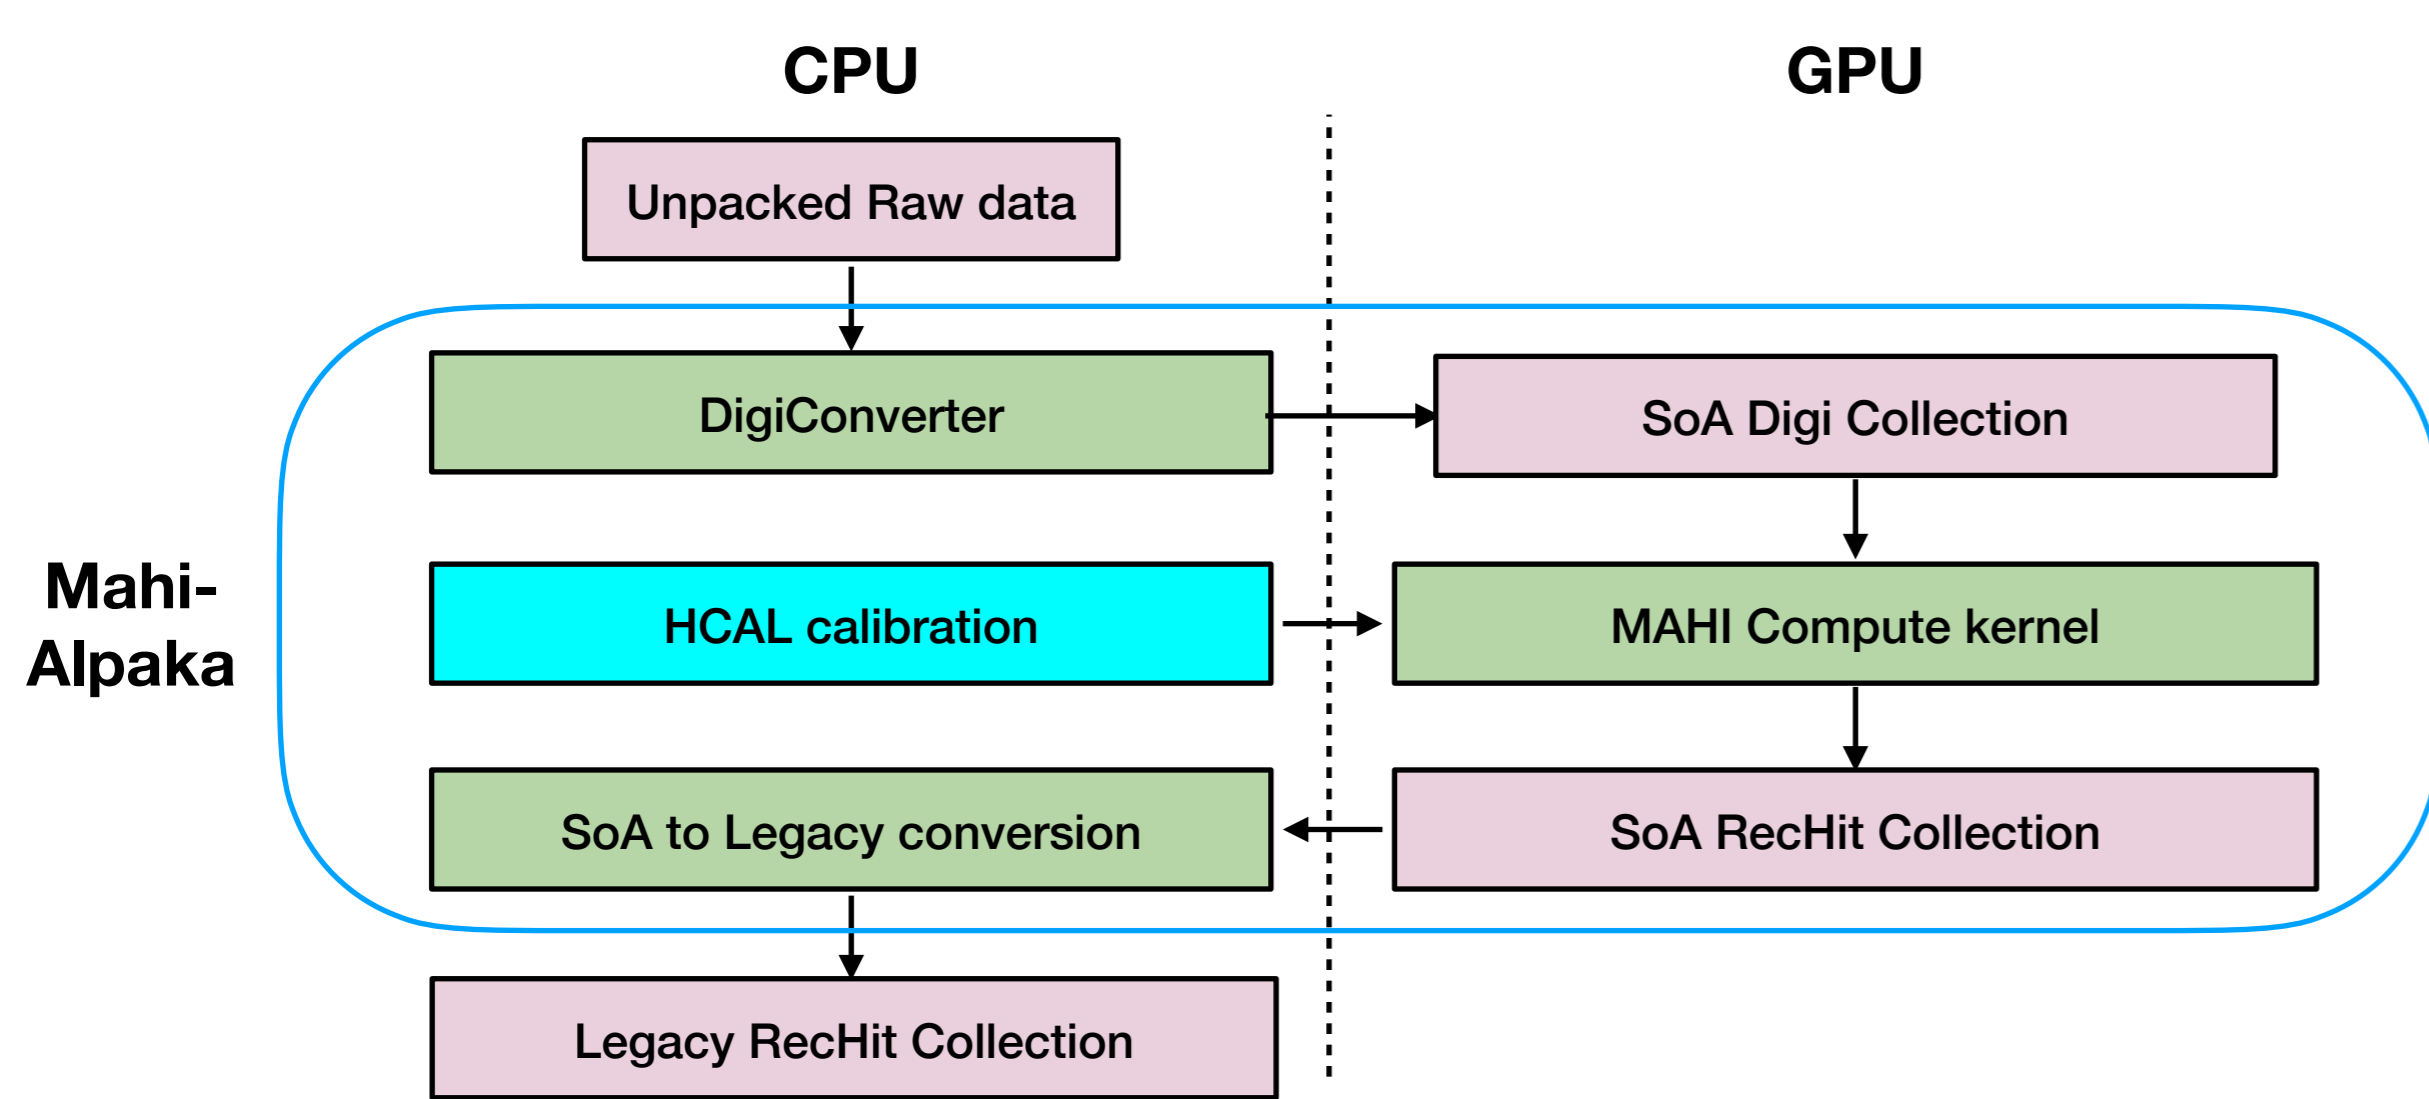 CPU
GPU
Unpacked Raw data
DigiConverter
SoA Digi Collection
Mahi-
Alpaka
HCAL calibration
MAHI Compute kernel
SoA to Legacy conversion
SoA RecHit Collection
Legacy RecHit Collection